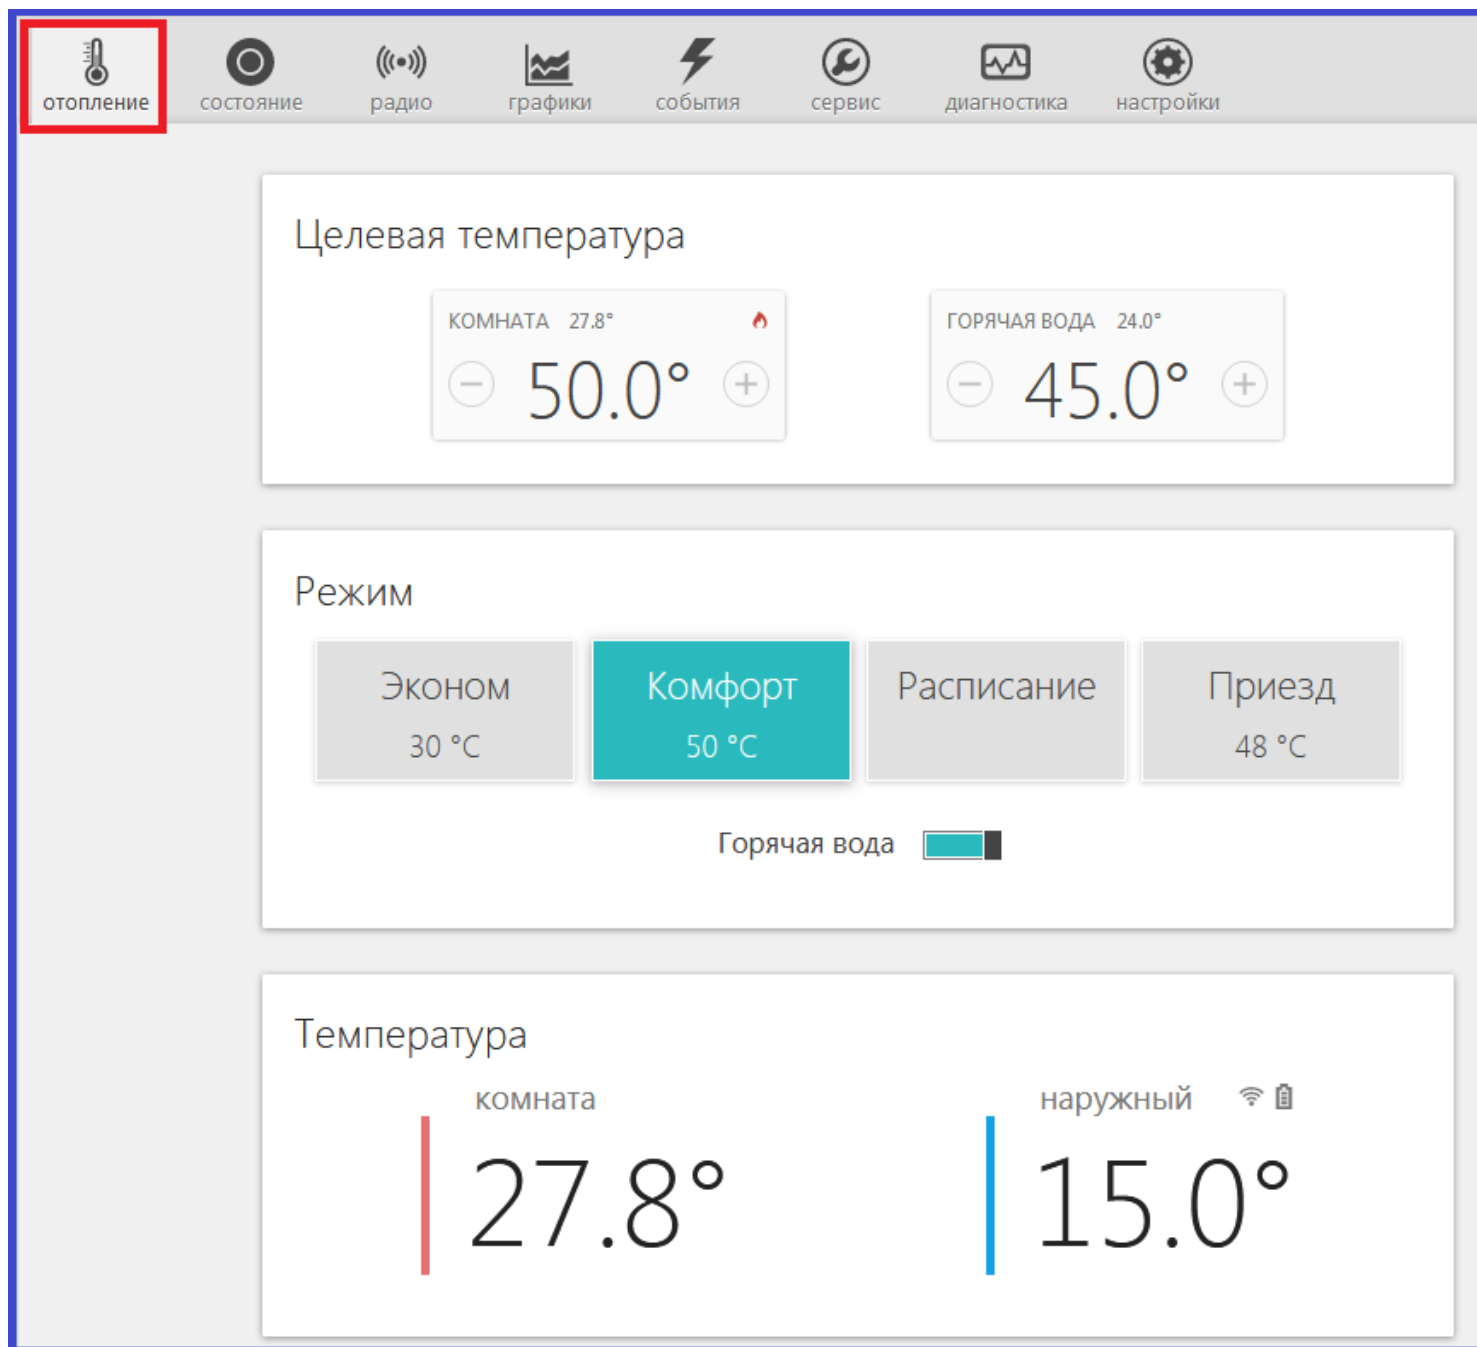 отопление состояние радио графики события сервис диагностика настройки
Целевая температура
КОМНАТА 27.8° ГОРЯЧАЯ ВОДА 24.0°
50.0° 45.0°
Режим
Эконом Комфорт Расписание Приезд
30 °C 50 °C 48 °C
Горячая вода
Температура
комната наружный
27.8° 15.0°